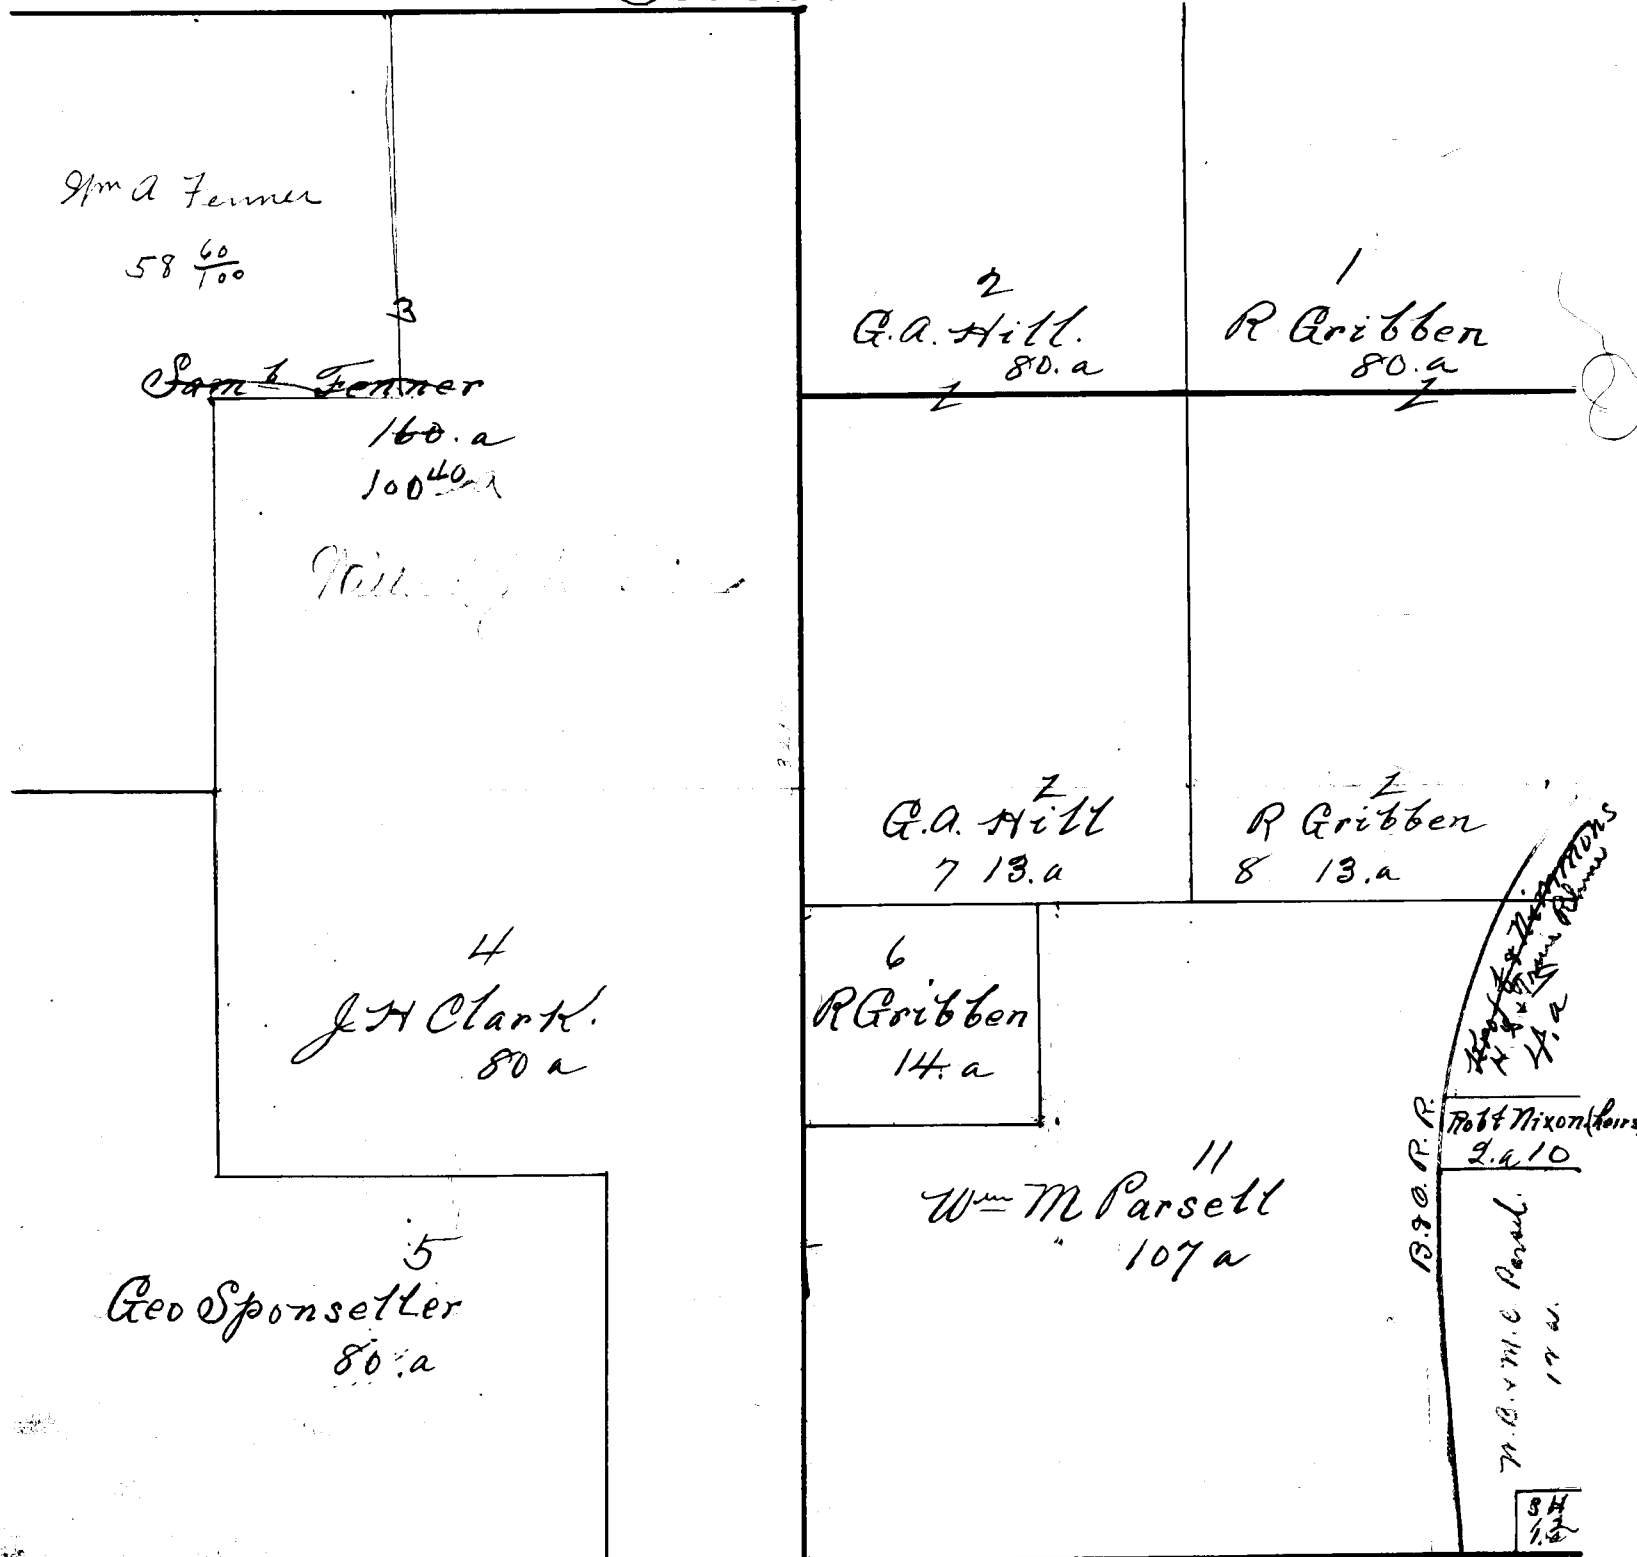 Wm A Fenner
58 60/100
3
Saml Fenner
160. a
100 40 a
2
G.A. Hill.
80. a
1
R Gribben
80. a
Z
Z
Z
G.A. Hill
7 13. a
Z
R Gribben
8 13. a
4
J H Clark.
80 a
6
R Gribben
14. a
5
Geo Sponseller
80. a
11
Wm M Parsell
107 a
B. & O. R. R.
4. a
Robt Nixon (heirs
2. a 10
N. B. & M. C Parsel.
17 a.
S H